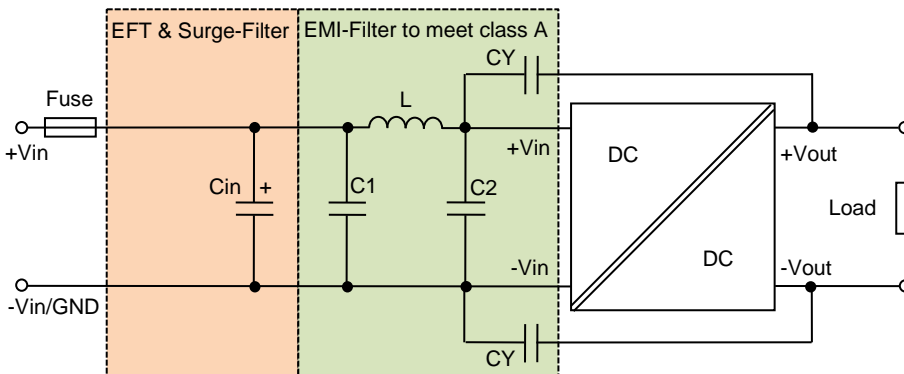 EFT & Surge-Filter
EMI-Filter to meet class A
CY
Fuse
L
+Vin
+Vin
DC
+Vout
Cin
+
C1
C2
Load
-Vin
DC
-Vout
-Vin/GND
CY